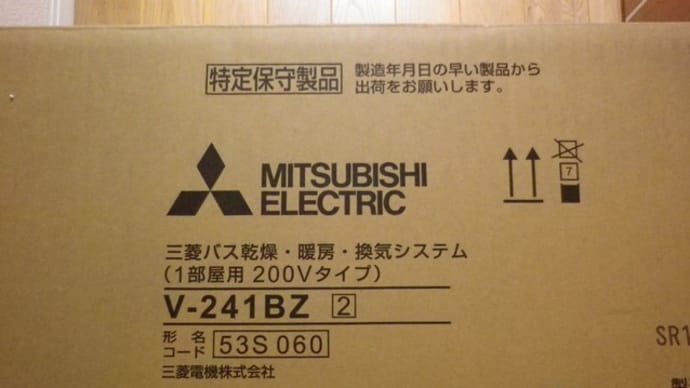 特定保守製品
製造年月日の早い製品から
出荷をお願いします。
MITSUBISHI
ELECTRIC
7
三菱バス乾燥・暖房・換気システム
(1部屋用 200Vタイプ)
V-241BZ 2
形名
コード 53S060
三菱電機株式会社
SR1